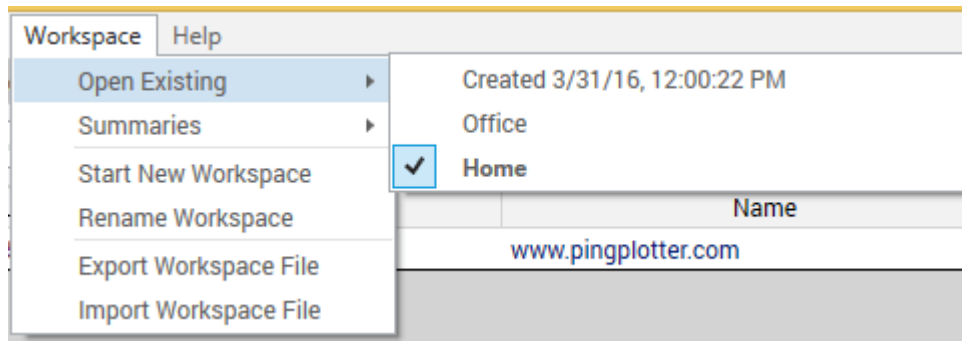 Workspace Help
Open Existing
Created 3/31/16, 12:00:22 PM
Summaries
Office
Start New Workspace
Home
Rename Workspace
Name
Export Workspace File
www.pingplotter.com
Import Workspace File